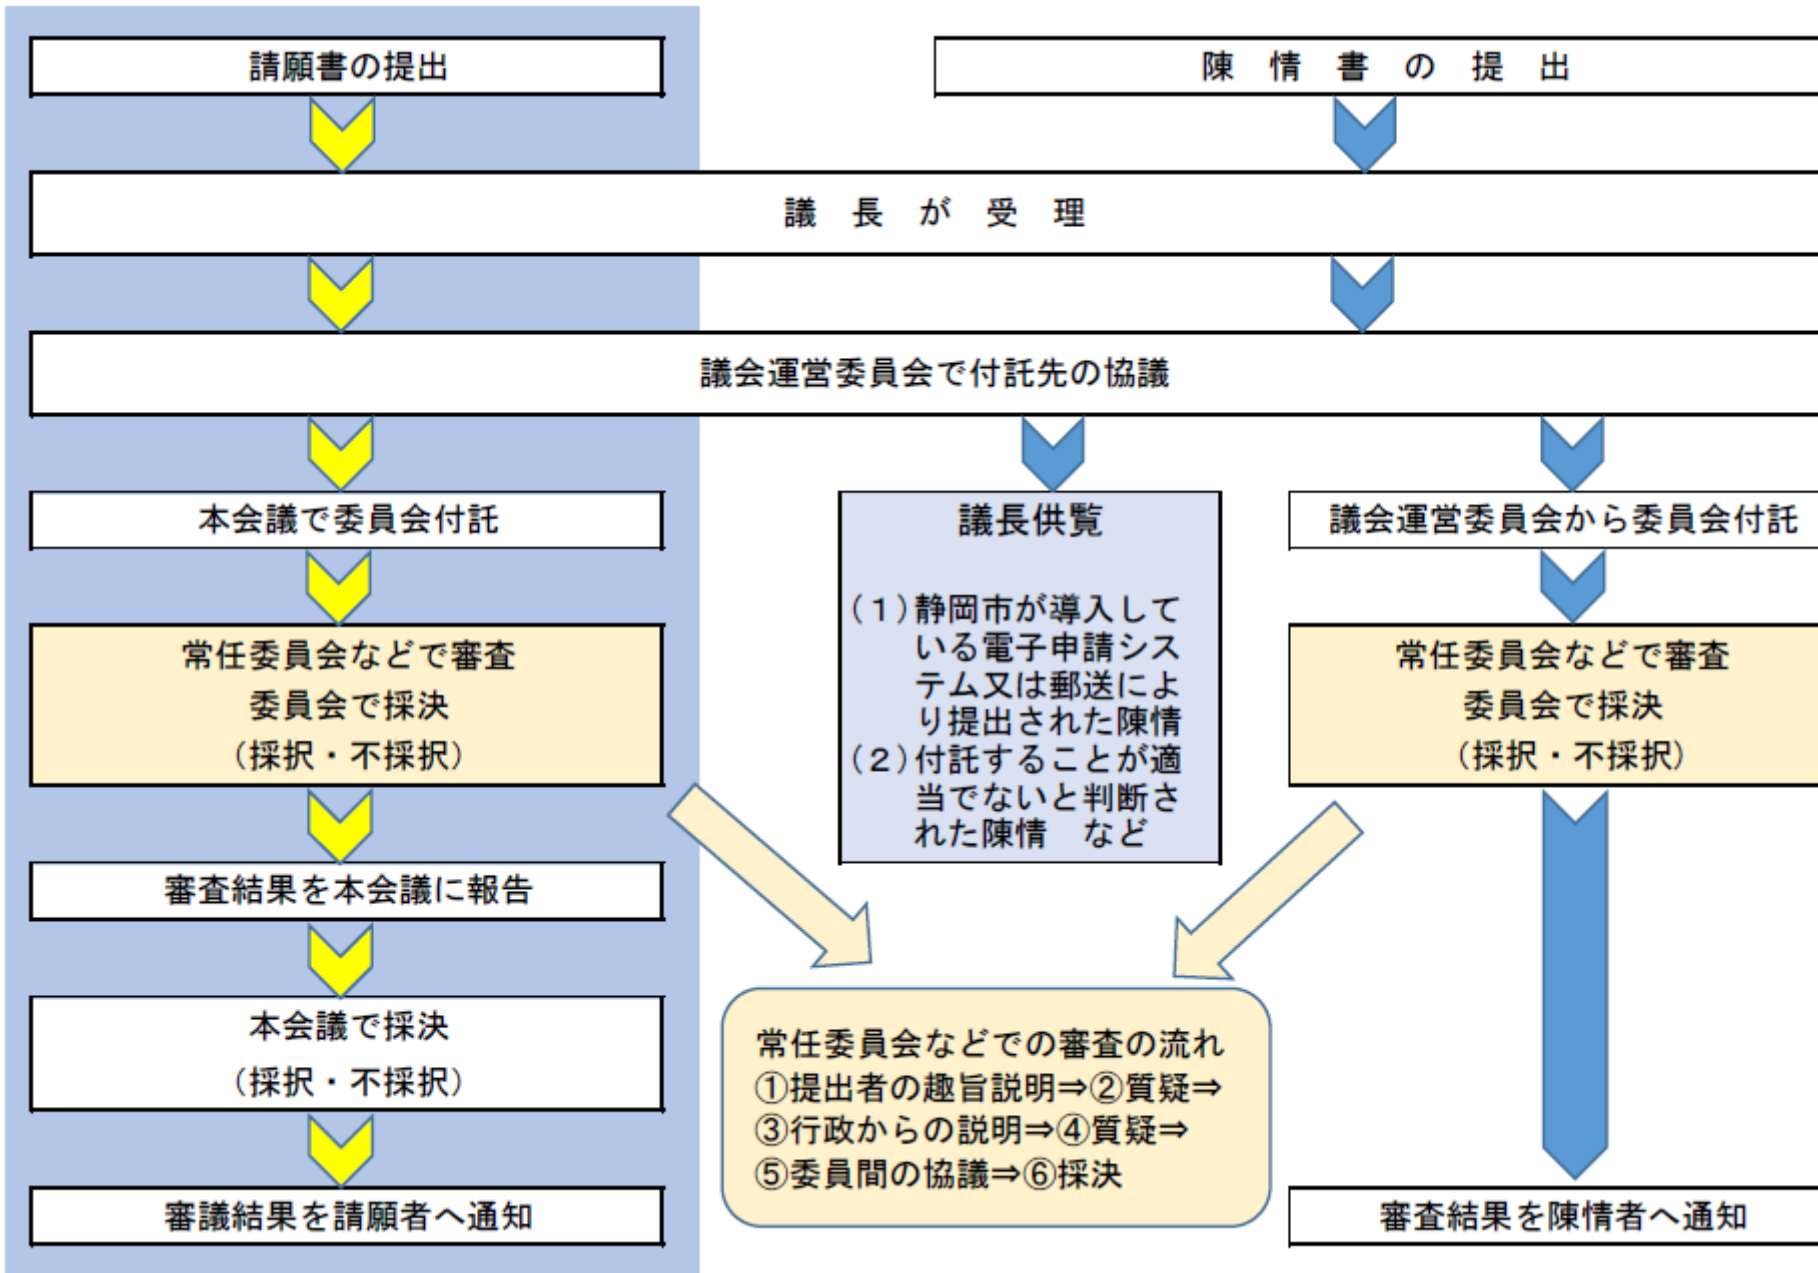 請願書の提出
陳 情 書 の 提 出
議 長 が 受 理
議会運営委員会で付託先の協議
本会議で委員会付託
常任委員会などで審査
委員会で採決
（採択・不採択）
審査結果を本会議に報告
本会議で採決
（採択・不採択）
審議結果を請願者へ通知
議長供覧
（１）静岡市が導入して
いる電子申請シス
テム又は郵送によ
り提出された陳情
（２）付託することが適
当でないと判断さ
れた陳情　など
議会運営委員会から委員会付託
常任委員会などで審査
委員会で採決
（採択・不採択）
審査結果を陳情者へ通知
常任委員会などでの審査の流れ
①提出者の趣旨説明⇒②質疑⇒
③行政からの説明⇒④質疑⇒
⑤委員間の協議⇒⑥採決